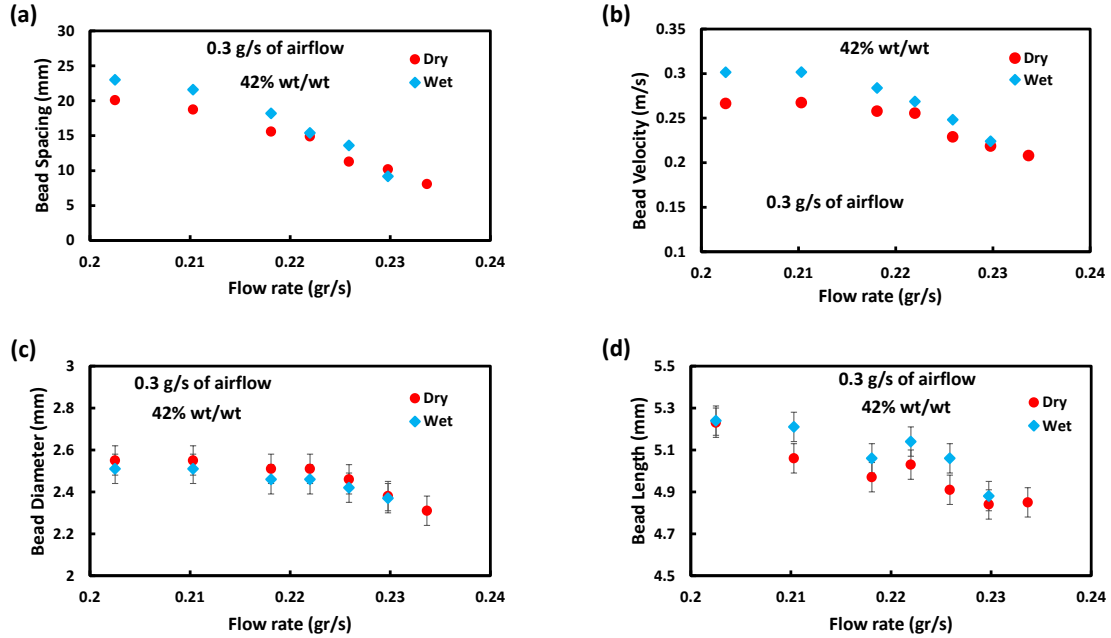 (a)
30
25
20
15
10
5
0
0.2
0.21
0.22
0.23
0.24
Bead Spacing (mm)
Flow rate (gr/s)
0.3 g/s of airflow
42% wt/wt
Dry
Wet
(b)
0.35
0.3
0.25
0.2
0.15
0.1
0.2
0.21
0.22
0.23
0.24
Bead Velocity (m/s)
Flow rate (gr/s)
42% wt/wt
Dry
Wet
0.3 g/s of airflow
(c)
3
2.8
2.6
2.4
2.2
2
0.2
0.21
0.22
0.23
0.24
Bead Diameter (mm)
Flow rate (gr/s)
0.3 g/s of airflow
42% wt/wt
Dry
Wet
(d)
5.5
5.3
5.1
4.9
4.7
4.5
0.2
0.21
0.22
0.23
0.24
Bead Length (mm)
Flow rate (gr/s)
0.3 g/s of airflow
42% wt/wt
Dry
Wet